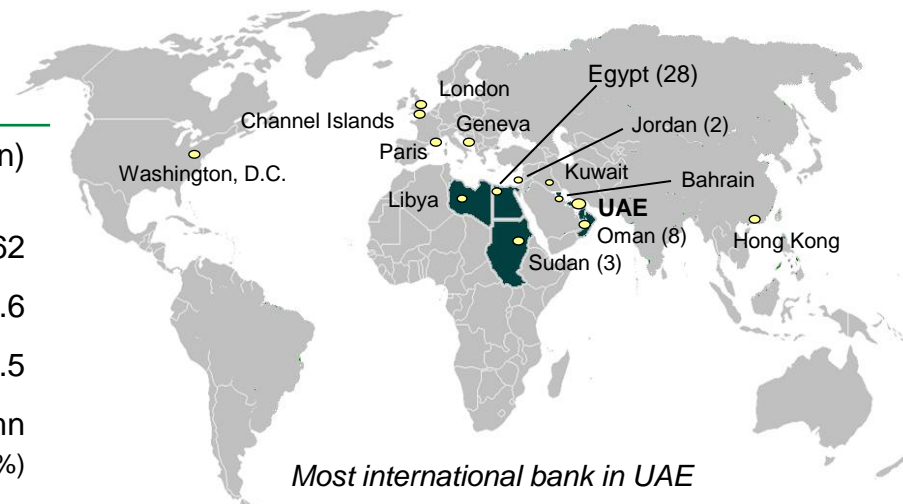 London
Egypt (28)
Channel Islands
Geneva
Jordan (2)
Paris
Washington, D.C.
Kuwait
Bahrain
Libya
UAE
Oman (8)
Hong Kong
Sudan (3)
n)
62
.6
.5
nn
%)
Most international bank in UAE